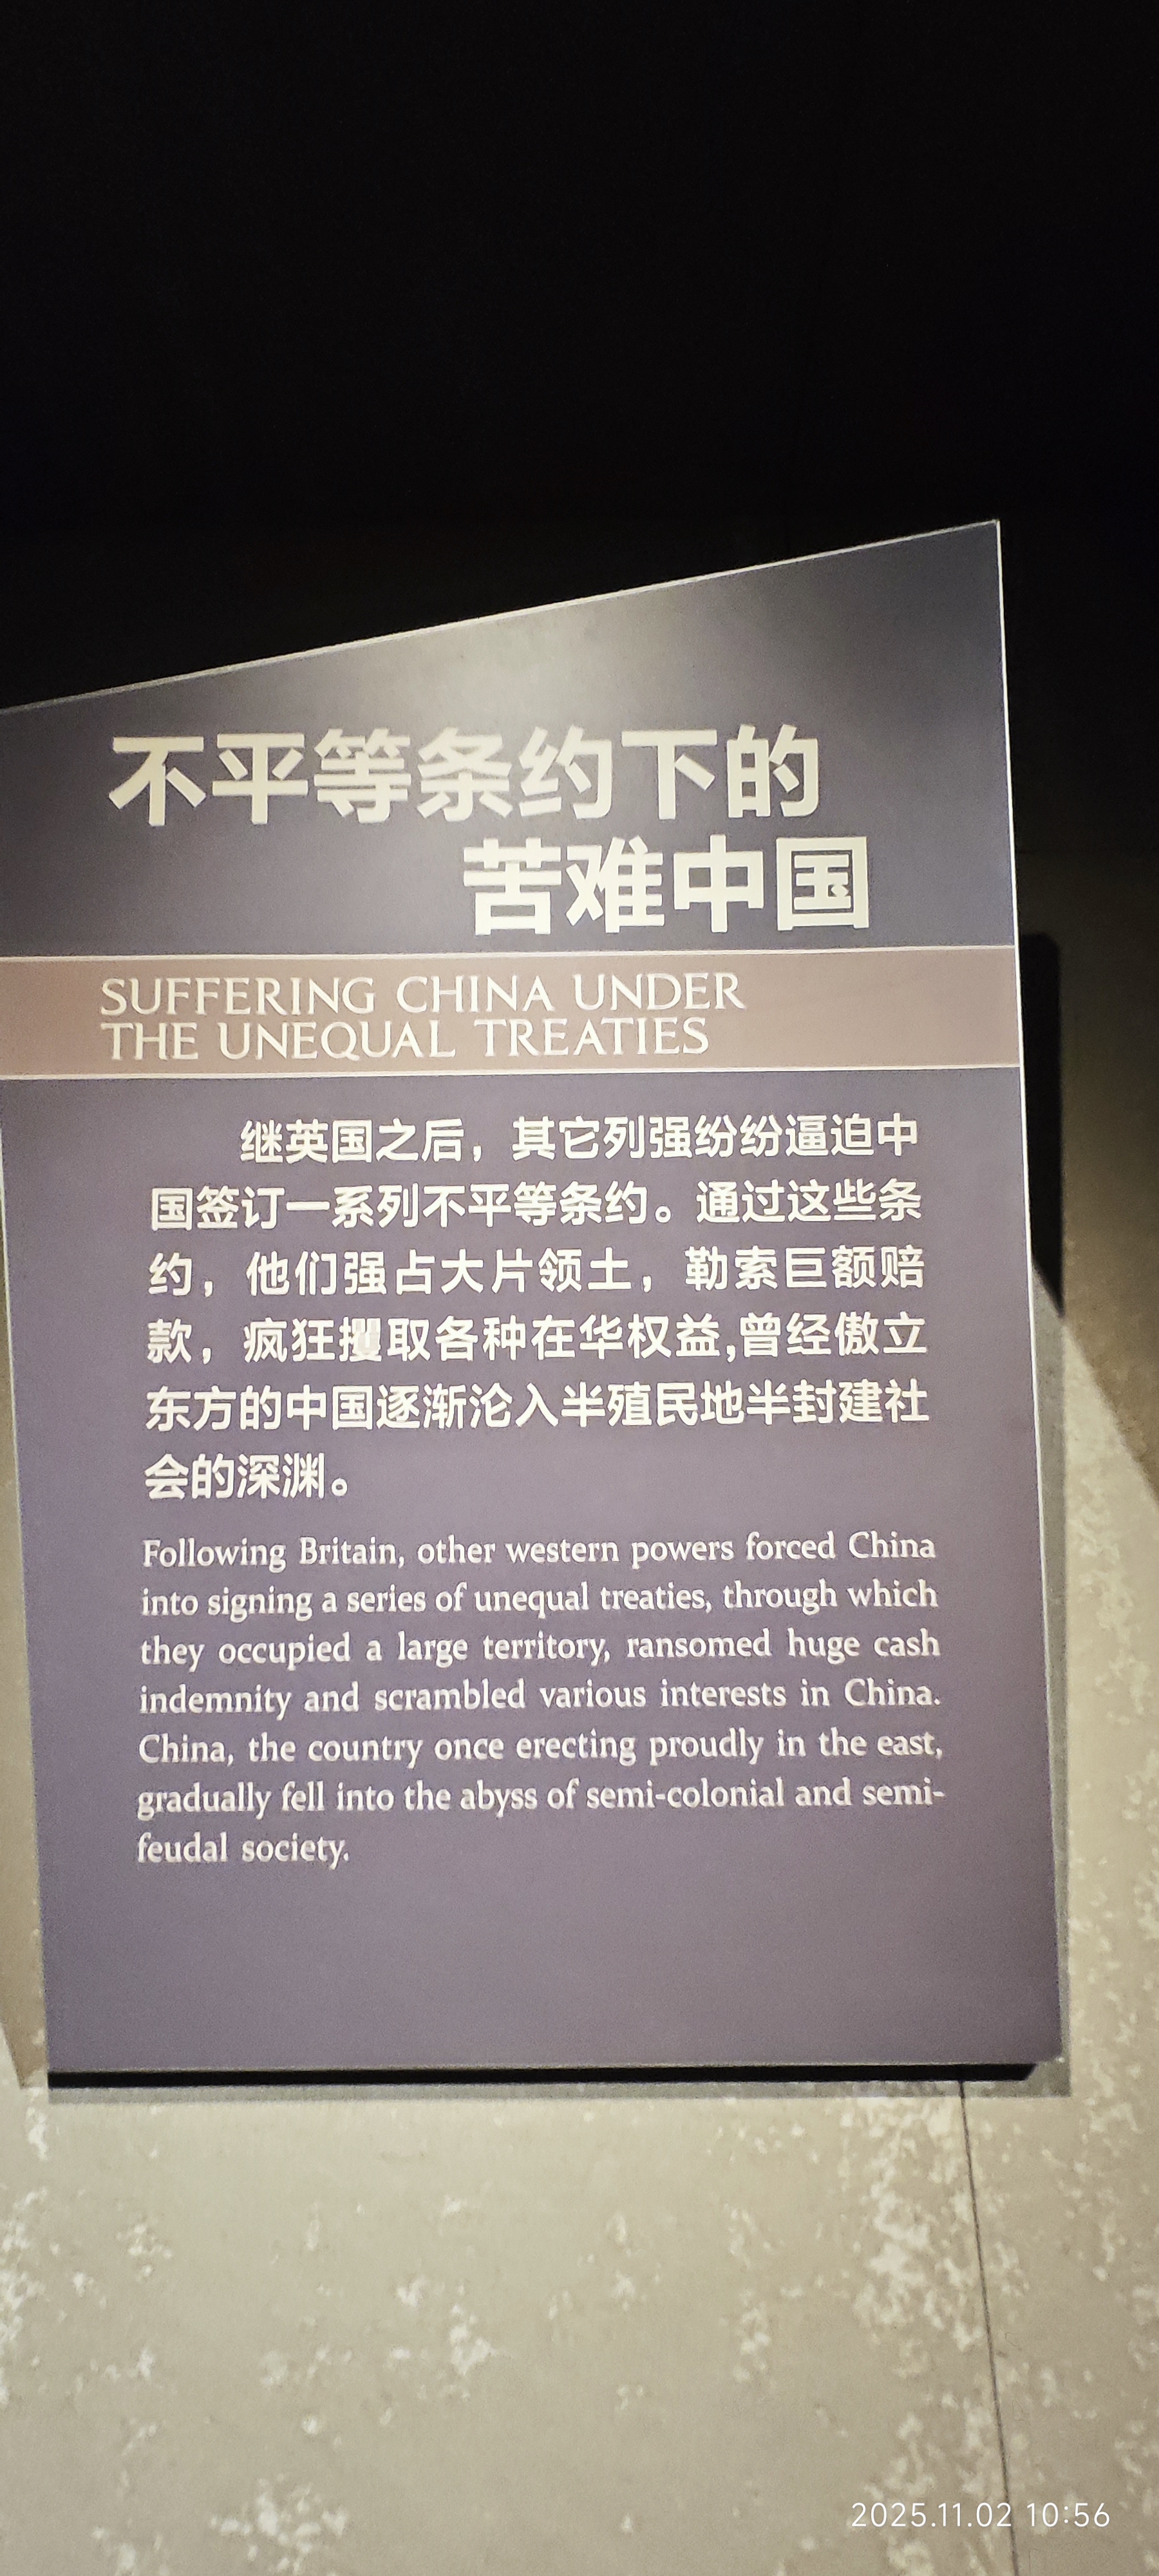 不平等条约下的
苦难中国
SUFFERING CHINA UNDER
THE UNEQUAL TREATIES
继英国之后，其它列强纷纷逼迫中
国签订一系列不平等条约。通过这些条
约，他们强占大片领土，勒索巨额赔
款，疯狂攫取各种在华权益,曾经傲立
东方的中国逐渐沦入半殖民地半封建社
会的深渊。
Following Britain, other western powers forced China
into signing a series of unequal treaties, through which
they occupied a large territory, ransomed huge cash
indemnity and scrambled various interests in China.
China, the country once erecting proudly in the east,
gradually fell into the abyss of semi-colonial and semi-
feudal society.
2025.11.02 10:56